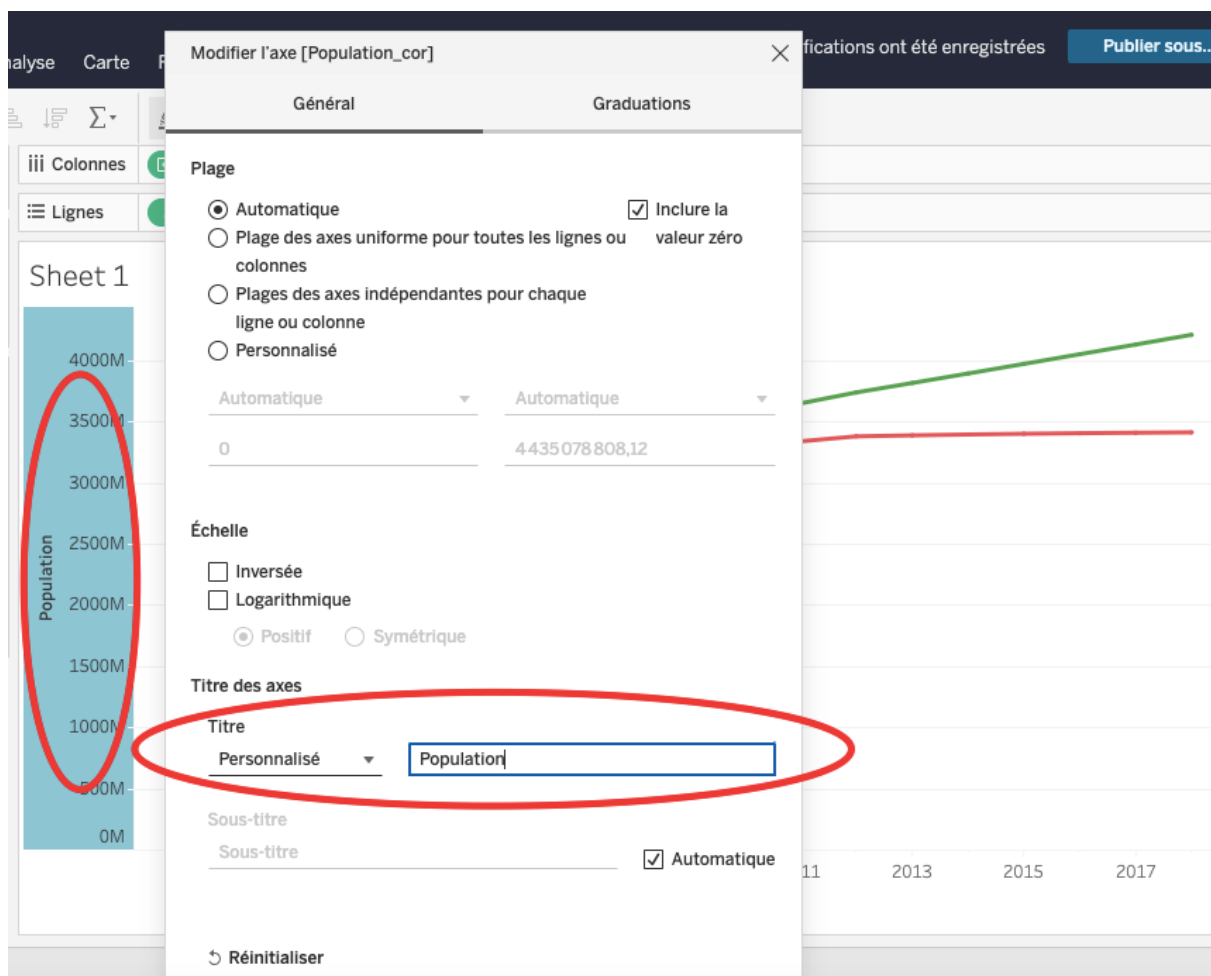 nalyse Carte
Modifier l'axe [Population_cor]
fications ont été enregistrées
Publier sous..
Général
Graduations
Colonnes
Lignes
Plage
Automatique
Inclure la
valeur zéro
Plage des axes uniforme pour toutes les lignes ou
colonnes
Plages des axes indépendantes pour chaque
ligne ou colonne
Personnalisé
Automatique
Automatique
0
4435078808,12
Échelle
Inversée
Logarithmique
Positif
Symétrique
Titre des axes
Titre
Personnalisé
Population
Sous-titre
Sous-titre
Automatique
Réinitialiser
Sheet 1
4000M
3500M
3000M
2500M
2000M
1500M
1000M
500M
0M
Population
11
2013
2015
2017